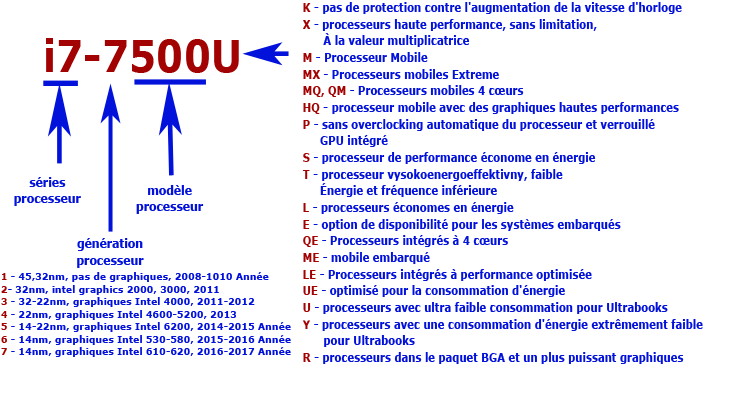 i7-7500U
séries
processeur
modèle
processeur
génération
processeur
1 - 45,32nm, pas de graphiques, 2008-1010 Année
2- 32nm, intel graphics 2000, 3000, 2011
3 - 32-22nm, graphiques Intel 4000, 2011-2012
4 - 22nm, graphiques Intel 4600-5200, 2013
5 - 14-22nm, graphiques Intel 6200, 2014-2015 Année
6 - 14nm, graphiques Intel 530-580, 2015-2016 Année
7 - 14nm, graphiques Intel 610-620, 2016-2017 Année
K - pas de protection contre l'augmentation de la vitesse d'horloge
X - processeurs haute performance, sans limitation,
À la valeur multiplicatrice
M - Processeur Mobile
MX - Processeurs mobiles Extreme
MQ, QM - Processeurs mobiles 4 cœurs
HQ - processeur mobile avec des graphiques hautes performances
P - sans overclocking automatique du processeur et verrouillé
GPU intégré
S - processeur de performance économe en énergie
T - processeur vysokoenergoeffektivny, faible
Énergie et fréquence inférieure
L - processeurs économes en énergie
E - option de disponibilité pour les systèmes embarqués
QE - Processeurs intégrés à 4 cœurs
ME - mobile embarqué
LE - Processeurs intégrés à performance optimisée
UE - optimisé pour la consommation d'énergie
U - processeurs avec ultra faible consommation pour Ultrabooks
Y - processeurs avec une consommation d'énergie extrêmement faible
pour Ultrabooks
R - processeurs dans le paquet BGA et un plus puissant graphiques